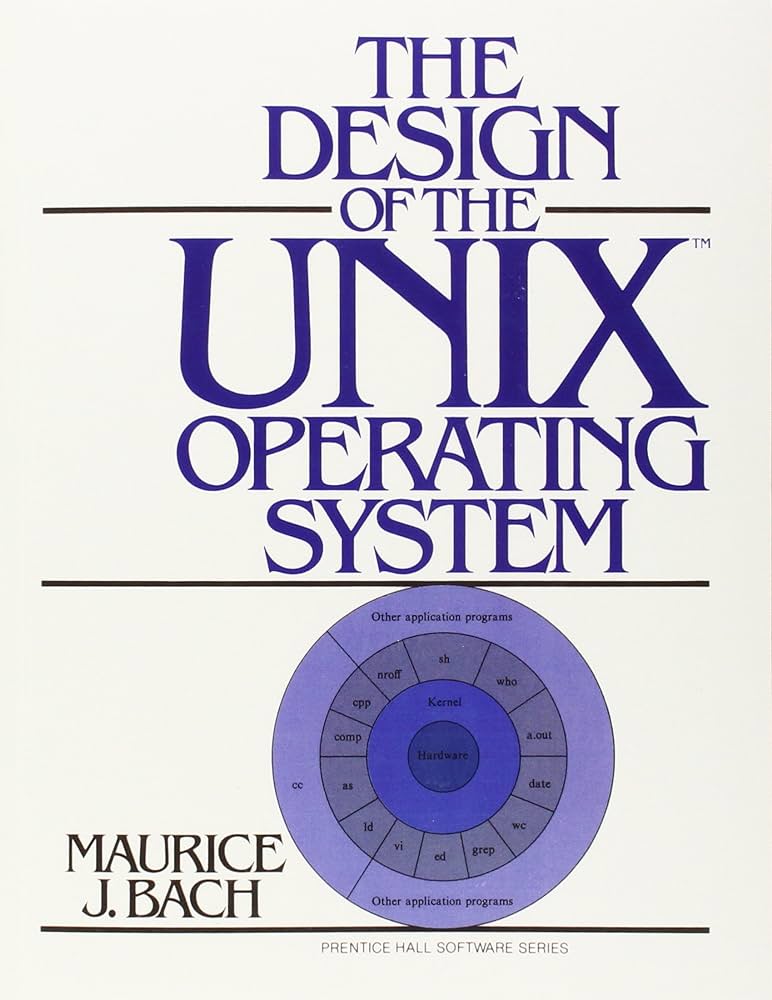 THE
DESIGN
OF THE
UNIX™
OPERATING
SYSTEM
Other application programs
sh
nroff
who
cpp
Kernel
comp
a.out
Hardware
cc
as
date
ld
wc
vi
grep
ed
MAURICE
J. BACH
Other application programs
PRENTICE HALL SOFTWARE SERIES